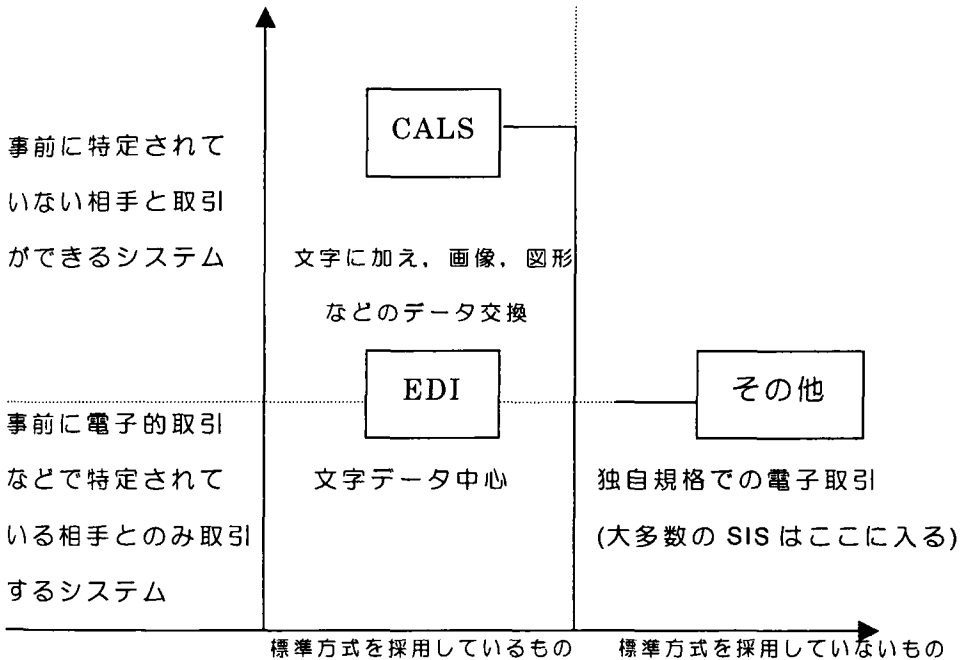 CALS
事前に特定されて
いない相手と取引
ができるシステム
文字に加え，画像，図形
などのデータ交換
EDI
その他
事前に電子的取引
などで特定されて
いる相手とのみ取引
するシステム
文字データ中心
独自規格での電子取引
(大多数の SIS はここに入る)
標準方式を採用しているもの
標準方式を採用していないもの